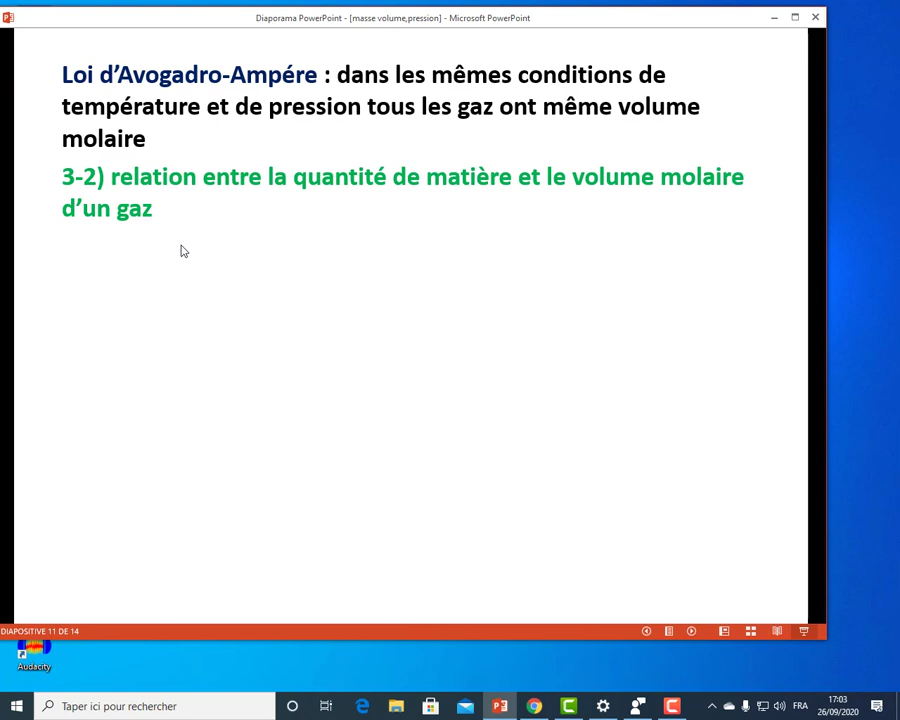 Diaporama PowerPoint - [masse volume,pression] - Microsoft PowerPoint
Loi d’Avogadro-Ampére : dans les mêmes conditions de
température et de pression tous les gaz ont même volume
molaire
3-2) relation entre la quantité de matière et le volume molaire
d’un gaz
DIAPOSITIVE 11 DE 14
Audacity
Taper ici pour rechercher
FRA
17:03
26/09/2020